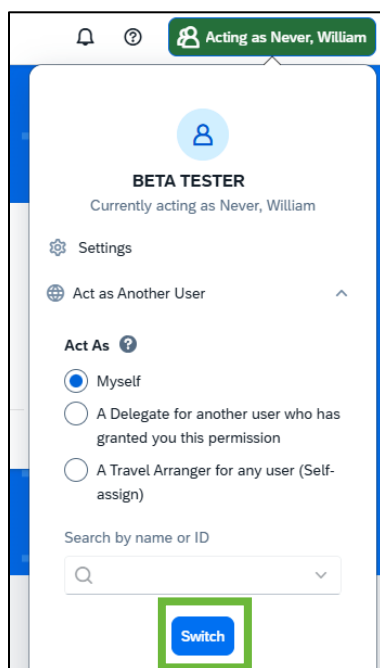 Acting as Never, William
BETA TESTER
Currently acting as Never, William
Settings
Act as Another User
Act As
Myself
A Delegate for another user who has
granted you this permission
A Travel Arranger for any user (Self-
assign)
Search by name or ID
Switch